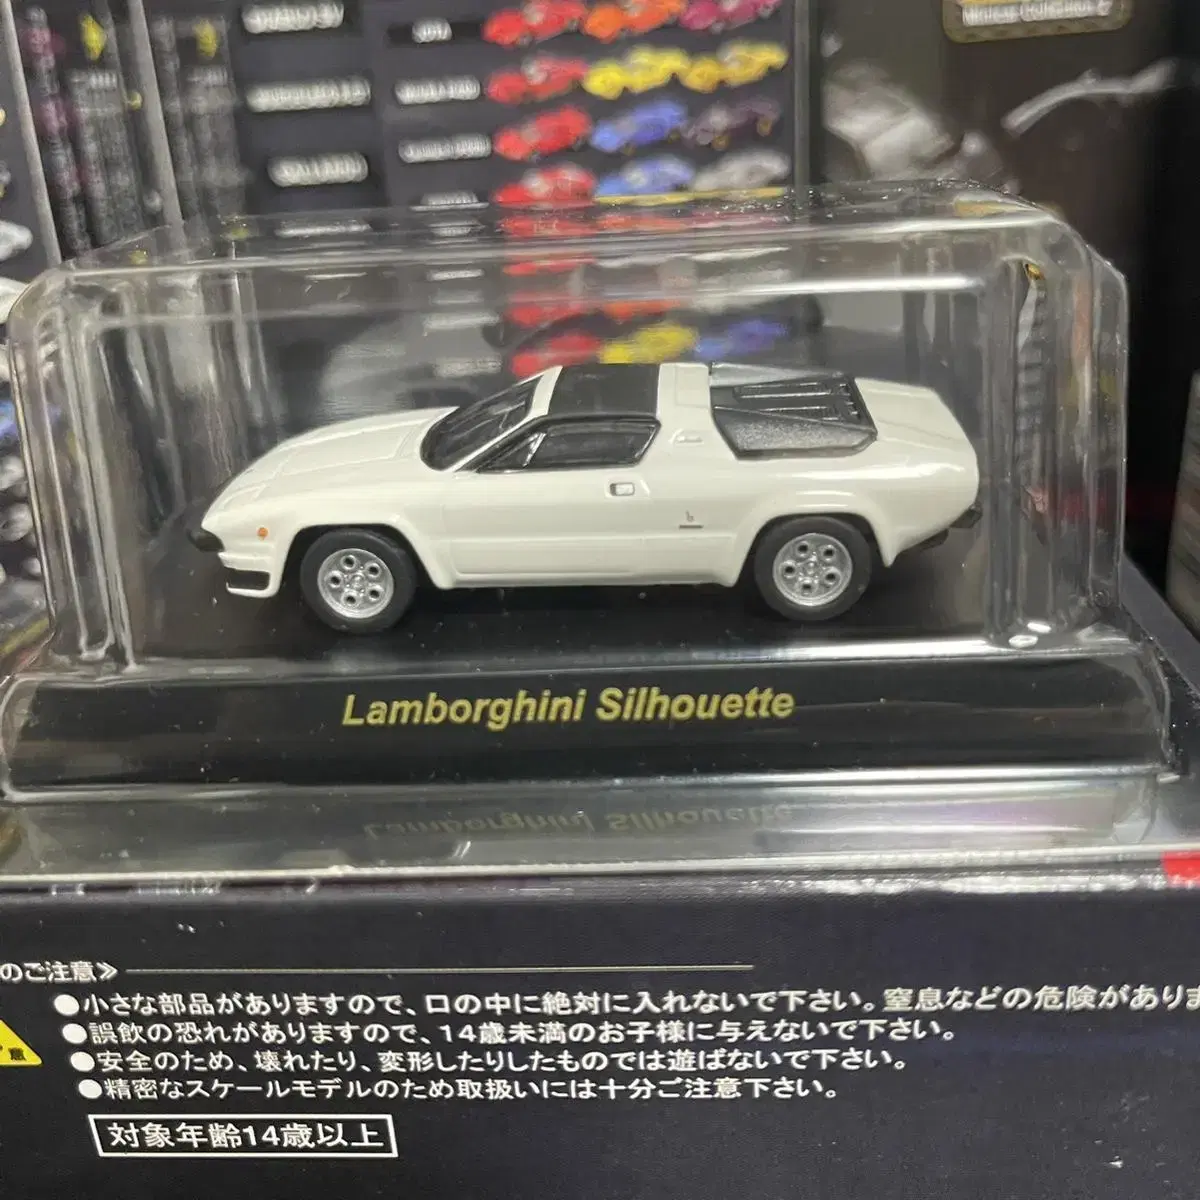 Minicar Collection
Lamborghini Silhouette
Lamborghini Silhouette
のご注意》
●小さな部品がありますので、口の中に絶対に入れないで下さい。窒息などの危険がありま
●誤飲の恐れがありますので、14歳未満のお子様に与えないで下さい。
●安全のため、壊れたり、変形したりしたものでは遊ばないで下さい。
●精密なスケールモデルのため取扱いには十分ご注意下さい。
意
対象年齢14歳以上